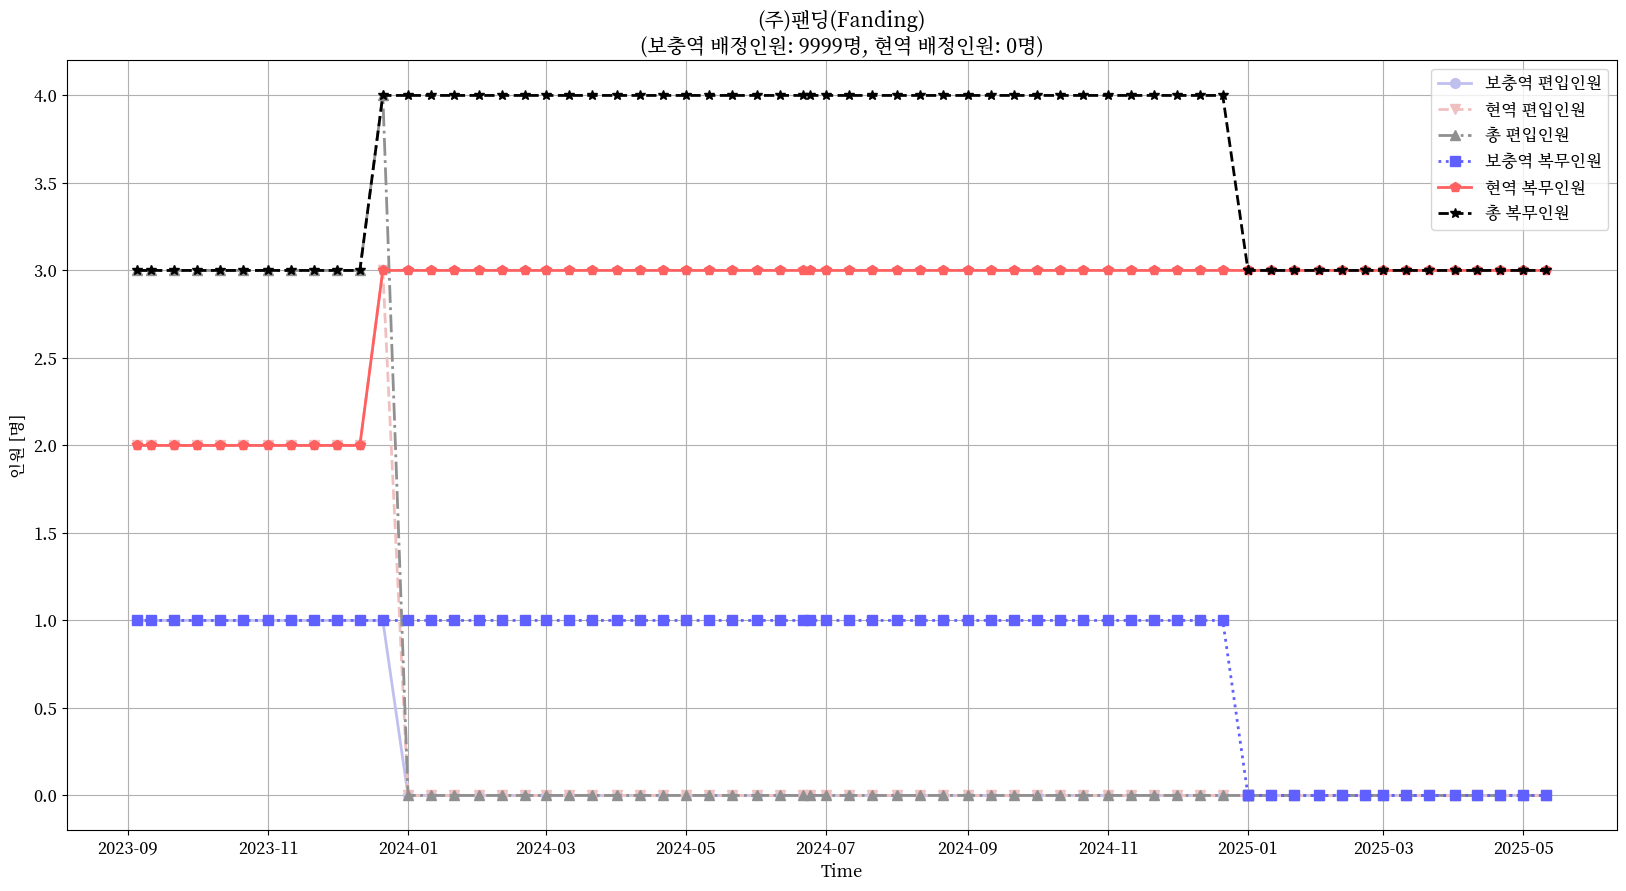 (주)팬딩(Fanding)
(보충역 배정인원: 9999명, 현역 배정인원: 0명)
보충역 편입인원
현역 편입인원
총 편입인원
보충역 복무인원
현역 복무인원
총 복무인원
인원 [명]
4.0
3.5
3.0
2.5
2.0
1.5
1.0
0.5
0.0
2023-09 2023-11 2024-01 2024-03 2024-05 2024-07 2024-09 2024-11 2025-01 2025-03 2025-05
Time